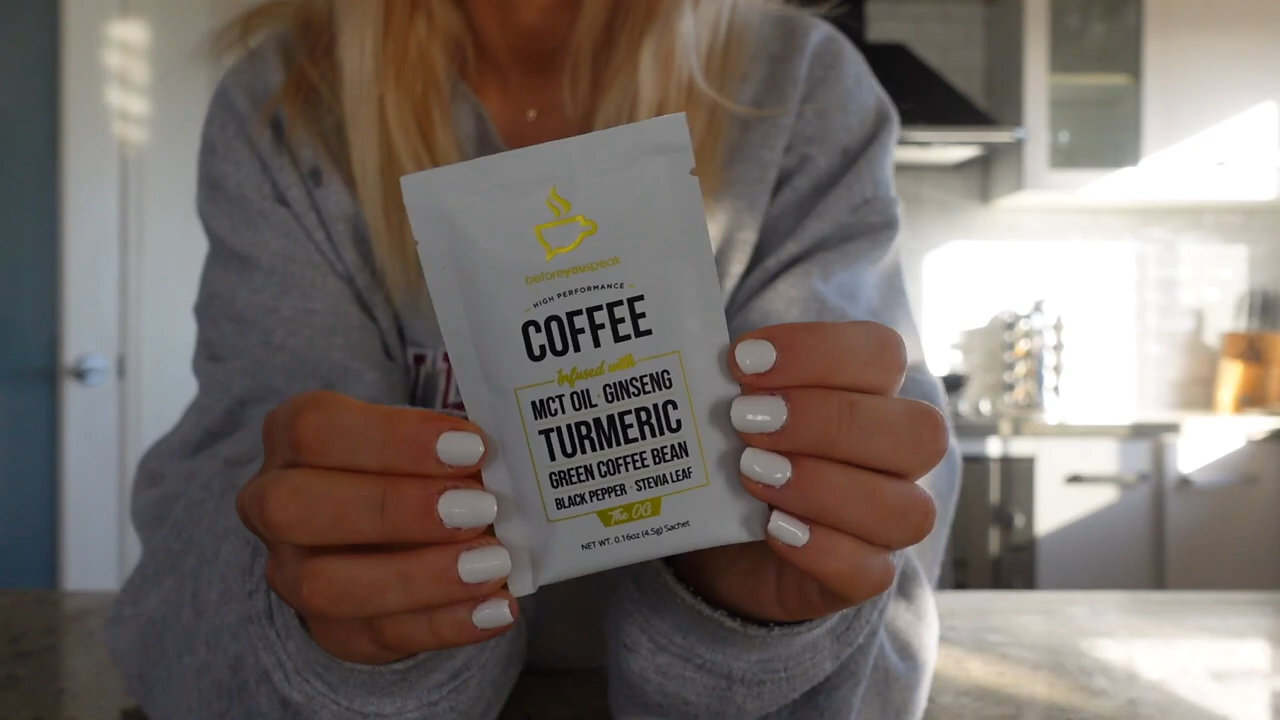 beforeyouspeak
HIGH PERFORMANCE
COFFEE
Infused with
MCT OIL · GINSENG
TURMERIC
GREEN COFFEE BEAN
BLACK PEPPER · STEVIA LEAF
The OG
NET WT. 0.16oz (4.5g) Sachet